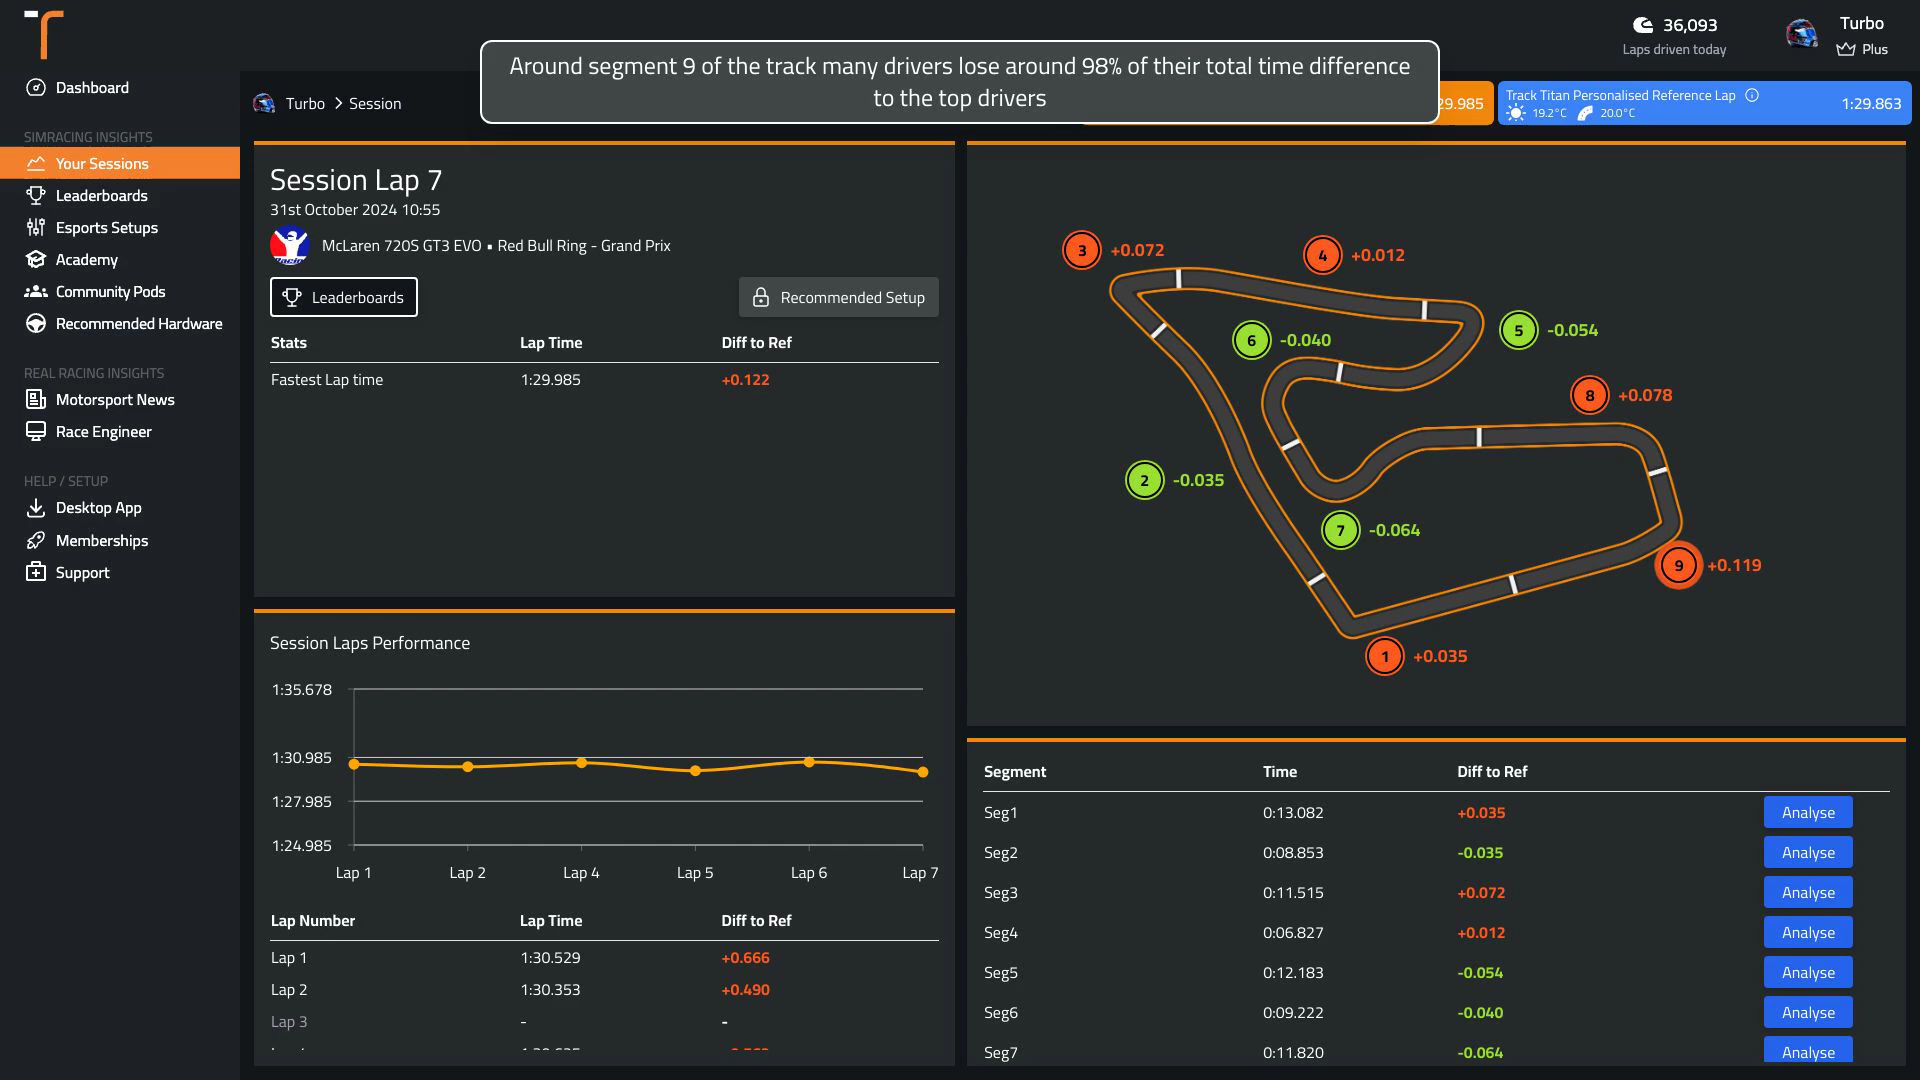 36,093
Laps driven today
Turbo
Plus
Around segment 9 of the track many drivers lose around 98% of their total time difference
to the top drivers
Dashboard
SIMRACING INSIGHTS
Your Sessions
Leaderboards
Esports Setups
Academy
Community Pods
Recommended Hardware
REAL RACING INSIGHTS
Motorsport News
Race Engineer
HELP / SETUP
Desktop App
Memberships
Support
Turbo > Session
29.985
Track Titan Personalised Reference Lap
19.2°C 20.0°C
1:29.863
Session Lap 7
31st October 2024 10:55
McLaren 720S GT3 EVO • Red Bull Ring - Grand Prix
Leaderboards
Recommended Setup
Stats Lap Time Diff to Ref
Fastest Lap time 1:29.985 +0.122
3 +0.072
4 +0.012
5 -0.054
6 -0.040
8 +0.078
2 -0.035
7 -0.064
9 +0.119
1 +0.035
Session Laps Performance
1:35.678
1:30.985
1:27.985
1:24.985
Lap 1 Lap 2 Lap 4 Lap 5 Lap 6 Lap 7
Lap Number Lap Time Diff to Ref
Lap 1 1:30.529 +0.666
Lap 2 1:30.353 +0.490
Lap 3 - -
Segment Time Diff to Ref
Seg1 0:13.082 +0.035 Analyse
Seg2 0:08.853 -0.035 Analyse
Seg3 0:11.515 +0.072 Analyse
Seg4 0:06.827 +0.012 Analyse
Seg5 0:12.183 -0.054 Analyse
Seg6 0:09.222 -0.040 Analyse
Seg7 0:11.820 -0.064 Analyse